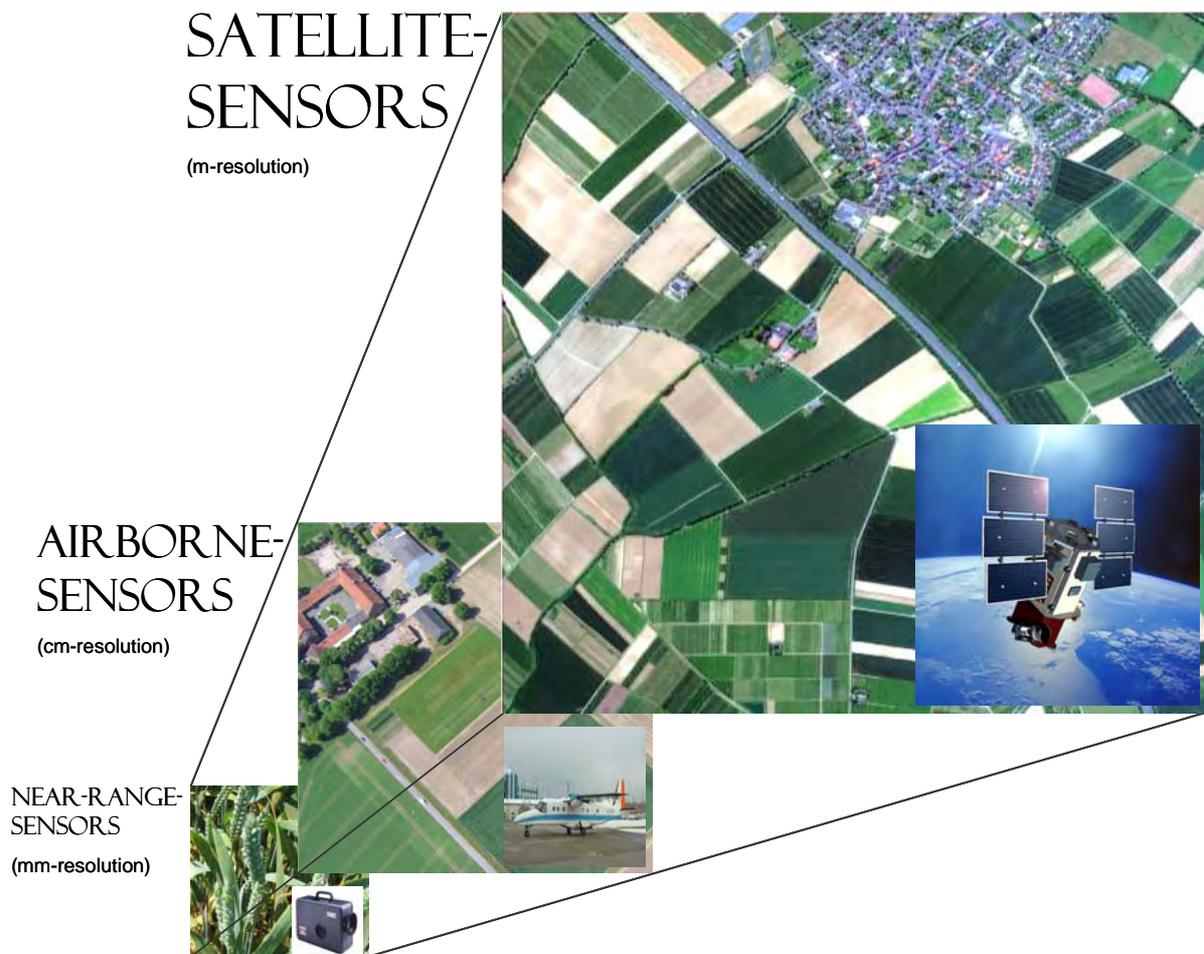 SATELLITE-
SENSORS
(m-resolution)
AIRBORNE-
SENSORS
(cm-resolution)
NEAR-RANGE-
SENSORS
(mm-resolution)